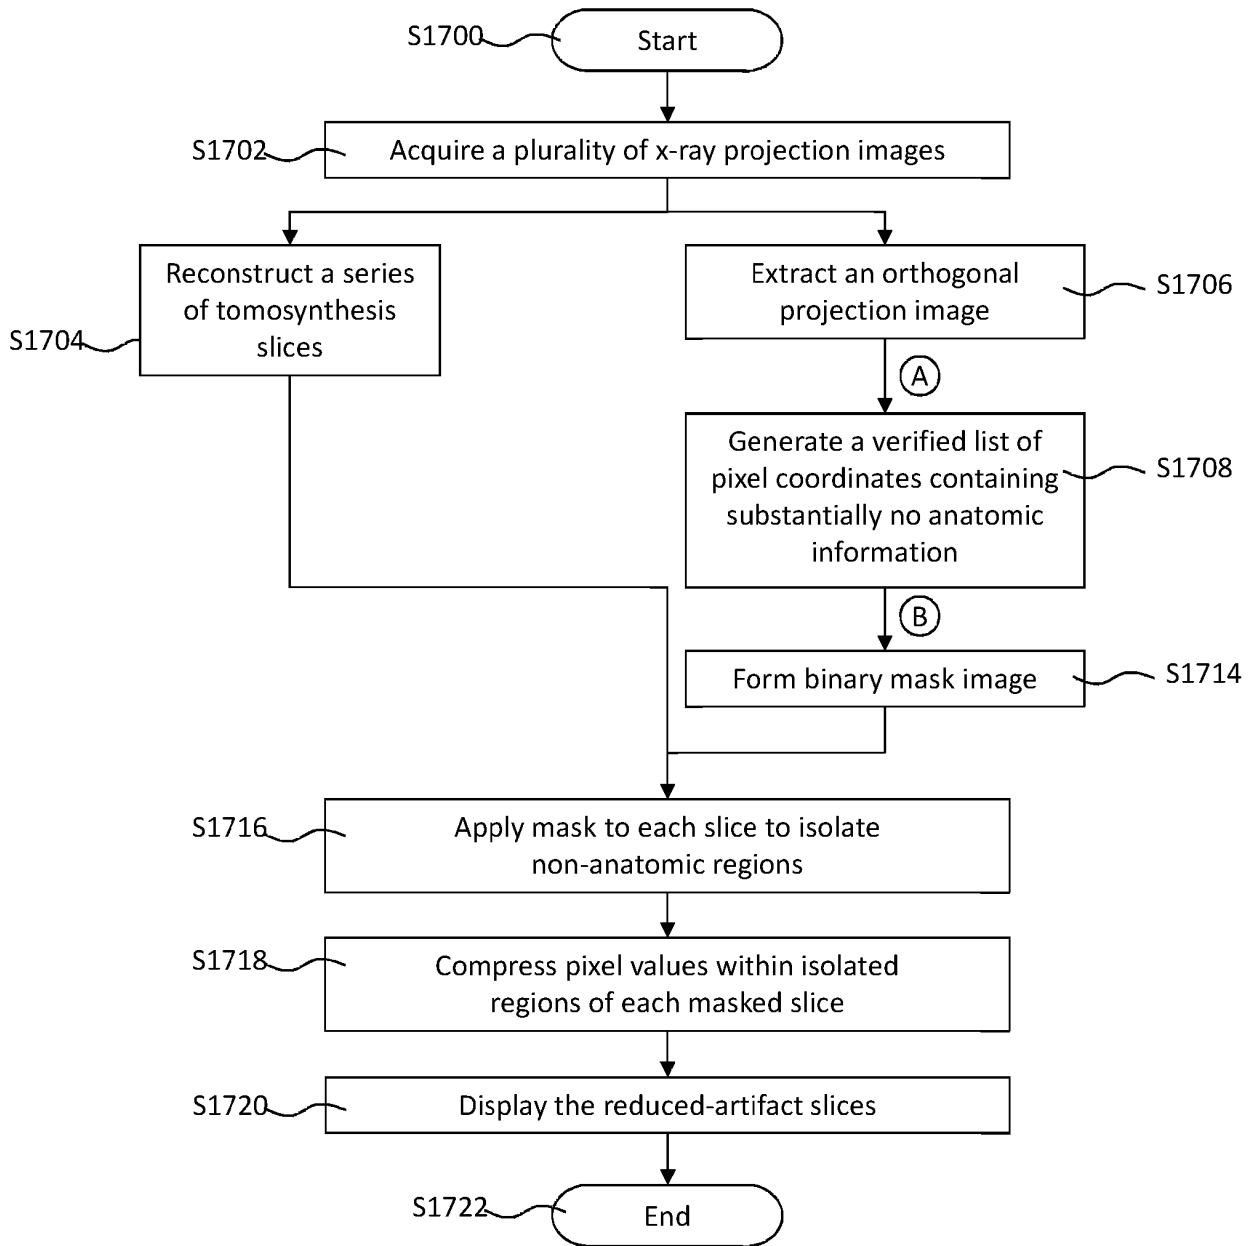 S1700
Start
S1702
Acquire a plurality of x-ray projection images
S1704
Reconstruct a series
of tomosynthesis
slices
Extract an orthogonal
projection image
S1706
A
Generate a verified list of
pixel coordinates containing
substantially no anatomic
information
S1708
B
Form binary mask image
S1714
S1716
Apply mask to each slice to isolate
non-anatomic regions
S1718
Compress pixel values within isolated
regions of each masked slice
S1720
Display the reduced-artifact slices
S1722
End